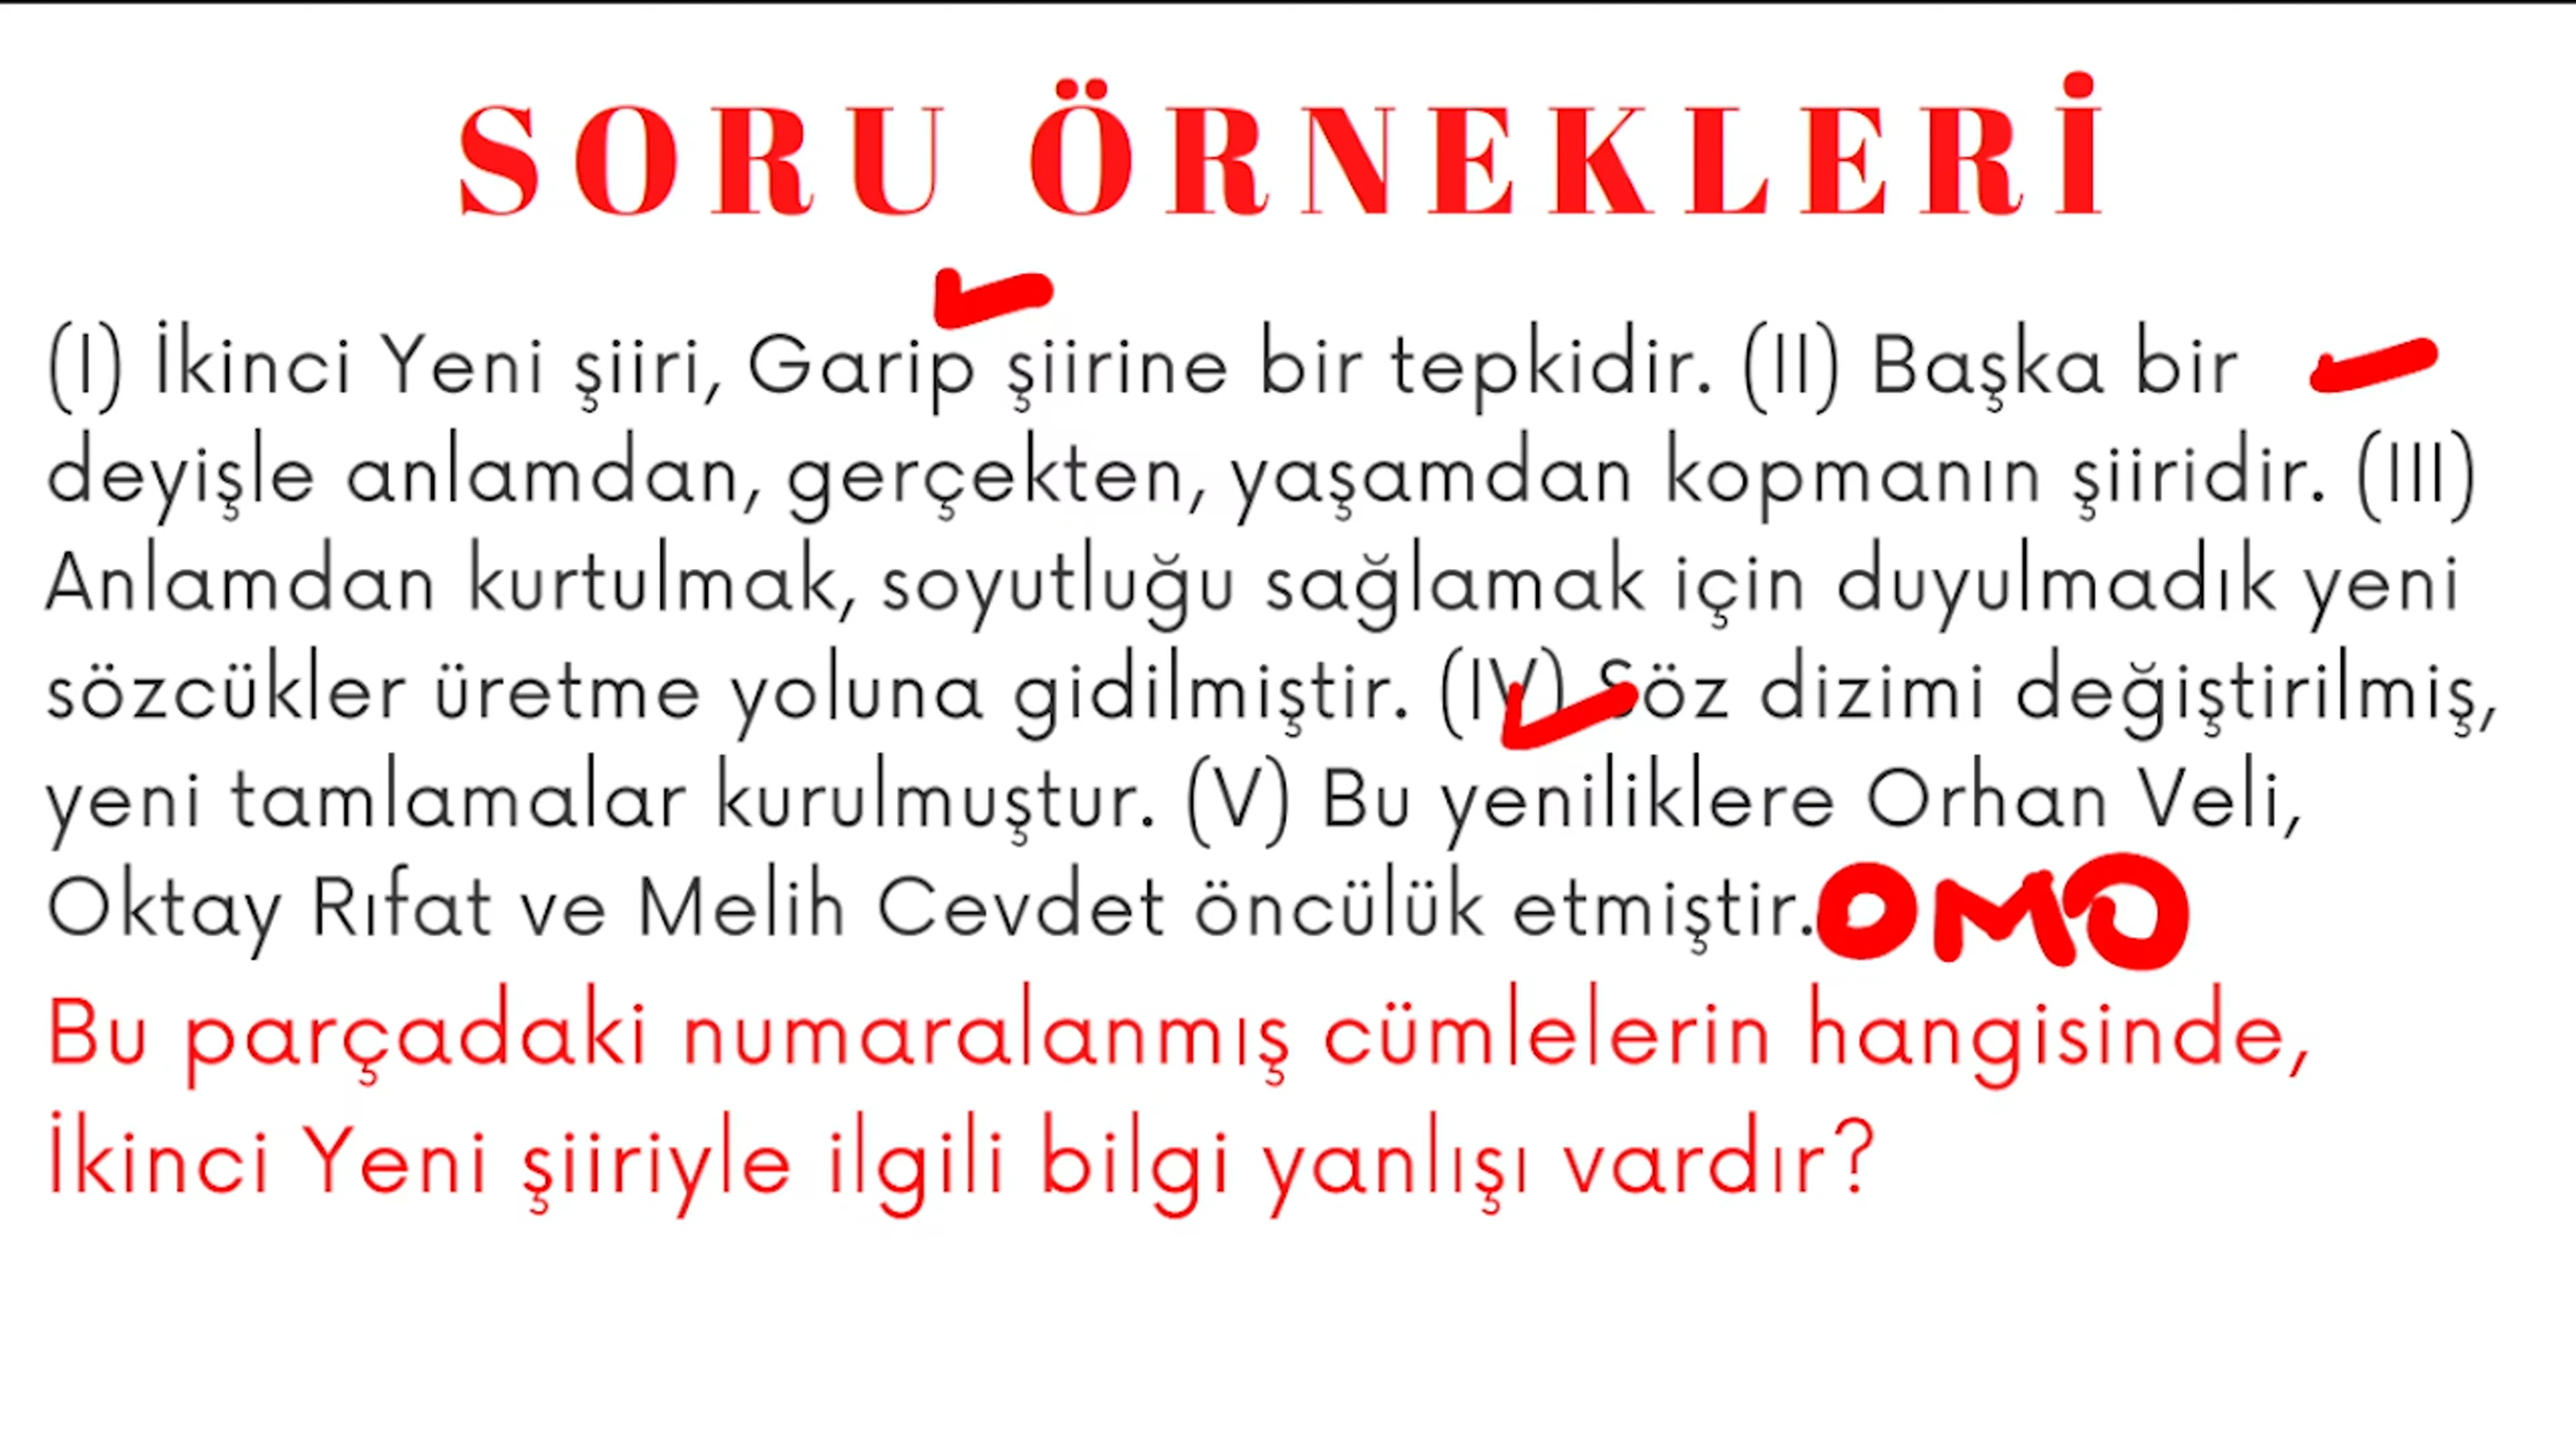 SORU ÖRNEKLERİ
(I) İkinci Yeni şiiri, Garip şiirine bir tepkidir. (II) Başka bir
deyişle anlamdan, gerçekten, yaşamdan kopmanın şiiridir. (III)
Anlamdan kurtulmak, soyutluğu sağlamak için duyulmadık yeni
sözcükler üretme yoluna gidilmiştir. (IV) Söz dizimi değiştirilmiş,
yeni tamlamalar kurulmuştur. (V) Bu yeniliklere Orhan Veli,
Oktay Rıfat ve Melih Cevdet öncülük etmiştir. OMO
Bu parçadaki numaralanmış cümlelerin hangisinde,
İkinci Yeni şiiriyle ilgili bilgi yanlışı vardır?